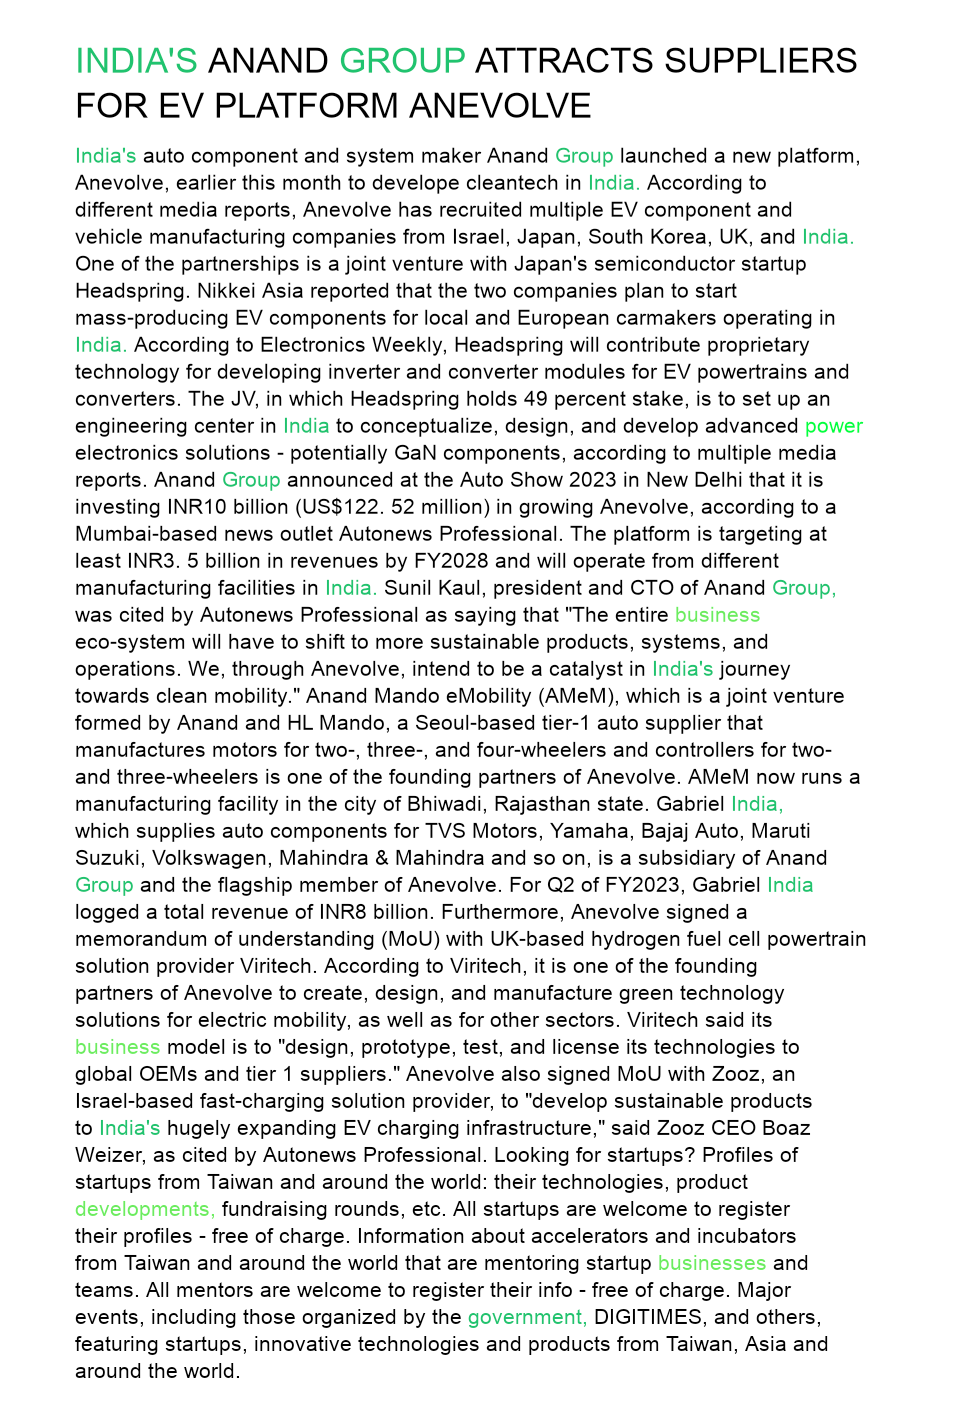 INDIA'S ANAND GROUP ATTRACTS SUPPLIERS
FOR EV PLATFORM ANEVOLVE
India's auto component and system maker Anand Group launched a new platform,
Anevolve, earlier this month to develope cleantech in India. According to
different media reports, Anevolve has recruited multiple EV component and
vehicle manufacturing companies from Israel, Japan, South Korea, UK, and India.
One of the partnerships is a joint venture with Japan's semiconductor startup
Headspring. Nikkei Asia reported that the two companies plan to start
mass-producing EV components for local and European carmakers operating in
India. According to Electronics Weekly, Headspring will contribute proprietary
technology for developing inverter and converter modules for EV powertrains and
converters. The JV, in which Headspring holds 49 percent stake, is to set up an
engineering center in India to conceptualize, design, and develop advanced power
electronics solutions - potentially GaN components, according to multiple media
reports. Anand Group announced at the Auto Show 2023 in New Delhi that it is
investing INR10 billion (US$122. 52 million) in growing Anevolve, according to a
Mumbai-based news outlet Autonews Professional. The platform is targeting at
least INR3. 5 billion in revenues by FY2028 and will operate from different
manufacturing facilities in India. Sunil Kaul, president and CTO of Anand Group,
was cited by Autonews Professional as saying that "The entire business
eco-system will have to shift to more sustainable products, systems, and
operations. We, through Anevolve, intend to be a catalyst in India's journey
towards clean mobility." Anand Mando eMobility (AMeM), which is a joint venture
formed by Anand and HL Mando, a Seoul-based tier-1 auto supplier that
manufactures motors for two-, three-, and four-wheelers and controllers for two-
and three-wheelers is one of the founding partners of Anevolve. AMeM now runs a
manufacturing facility in the city of Bhiwadi, Rajasthan state. Gabriel India,
which supplies auto components for TVS Motors, Yamaha, Bajaj Auto, Maruti
Suzuki, Volkswagen, Mahindra & Mahindra and so on, is a subsidiary of Anand
Group and the flagship member of Anevolve. For Q2 of FY2023, Gabriel India
logged a total revenue of INR8 billion. Furthermore, Anevolve signed a
memorandum of understanding (MoU) with UK-based hydrogen fuel cell powertrain
solution provider Viritech. According to Viritech, it is one of the founding
partners of Anevolve to create, design, and manufacture green technology
solutions for electric mobility, as well as for other sectors. Viritech said its
business model is to "design, prototype, test, and license its technologies to
global OEMs and tier 1 suppliers." Anevolve also signed MoU with Zooz, an
Israel-based fast-charging solution provider, to "develop sustainable products
to India's hugely expanding EV charging infrastructure," said Zooz CEO Boaz
Weizer, as cited by Autonews Professional. Looking for startups? Profiles of
startups from Taiwan and around the world: their technologies, product
developments, fundraising rounds, etc. All startups are welcome to register
their profiles - free of charge. Information about accelerators and incubators
from Taiwan and around the world that are mentoring startup businesses and
teams. All mentors are welcome to register their info - free of charge. Major
events, including those organized by the government, DIGITIMES, and others,
featuring startups, innovative technologies and products from Taiwan, Asia and
around the world.